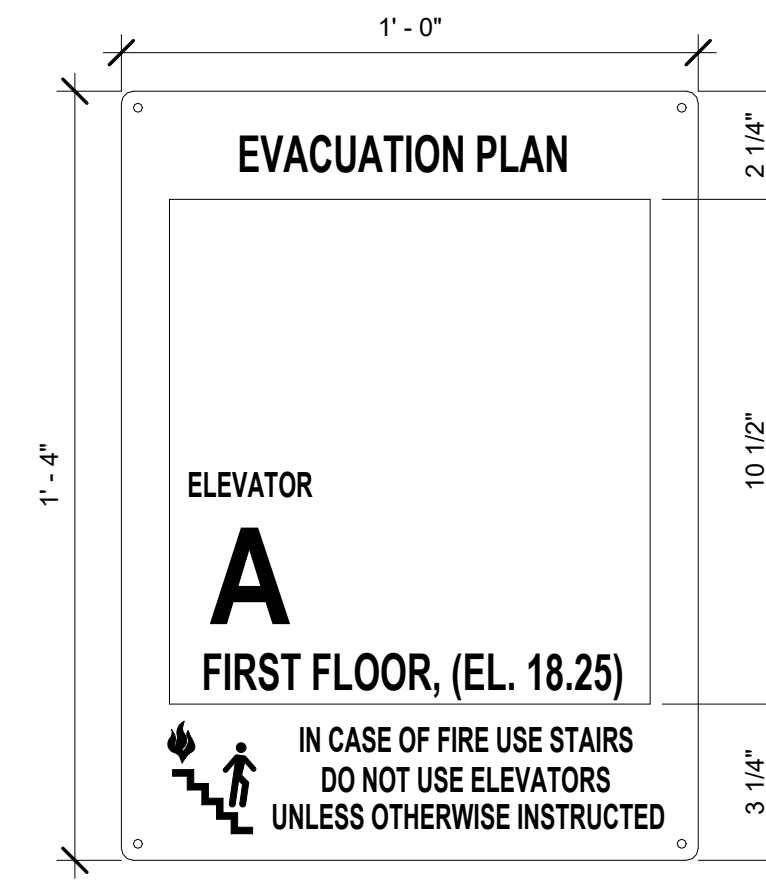 1' - 0"
2 1/4"
EVACUATION PLAN
10 1/2"
1' - 4"
ELEVATOR
A
FIRST FLOOR, (EL. 18.25)
IN CASE OF FIRE USE STAIRS
DO NOT USE ELEVATORS
UNLESS OTHERWISE INSTRUCTED
3 1/4"